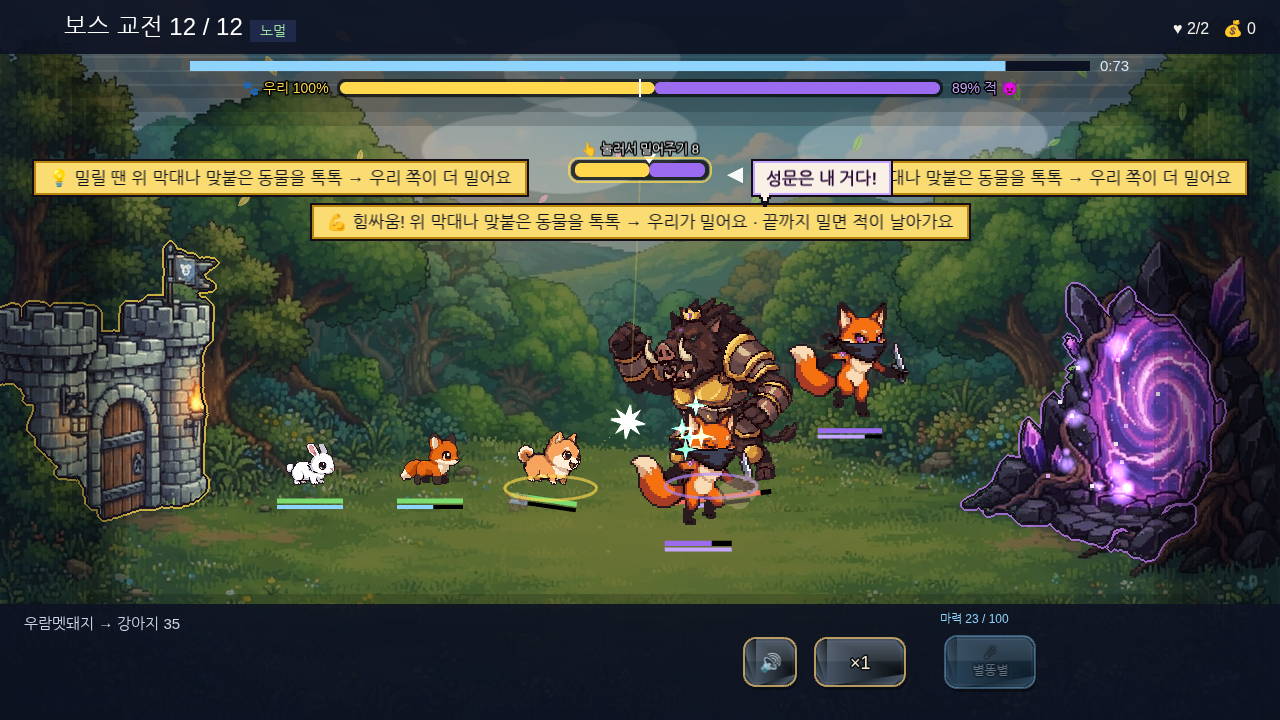 보스 교전 12 / 12 노멀
♥ 2/2 💰 0
0:73
🐾 우리 100%
89% 적 😈
👆 눌러서 밀어주기 8
💡 밀릴 땐 위 막대나 맞붙은 동물을 톡톡 → 우리 쪽이 더 밀어요
성문은 내 거다!
대나 맞붙은 동물을 톡톡 → 우리 쪽이 더 밀어요
💪 힘싸움! 위 막대나 맞붙은 동물을 톡톡 → 우리가 밀어요 · 끝까지 밀면 적이 날아가요
우람멧돼지 → 강아지 35
마력 23 / 100
×1
별똥별